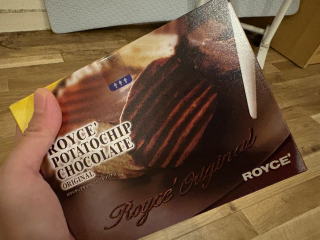 ROYCE'
POTATOCHIP
CHOCOLATE
ORIGINAL
Royce' Original
ROYCE'